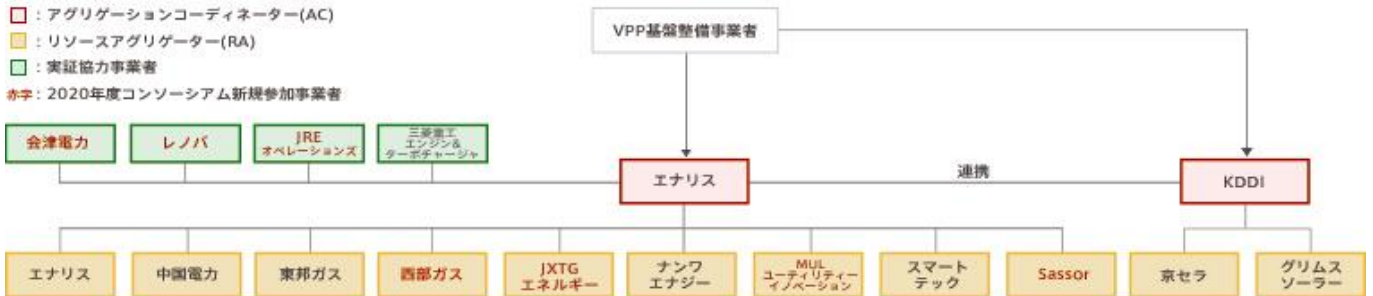 ：アグリゲーションコーディネーター(AC)
：リソースアグリゲーター(RA)
：実証協力事業者
赤字：2020年度コンソーシアム新規参加事業者
VPP基盤整備事業者
会津電力
レノバ
JRE
オペレーションズ
三菱重工
エンジン&
ターボチャージャ
エナリス
連携
KDDI
エナリス
中国電力
東邦ガス
西部ガス
JXTG
エネルギー
ナンワ
エナジー
MUL
ユーティリティー
イノベーション
スマート
テック
Sassor
京セラ
グリムス
ソーラー